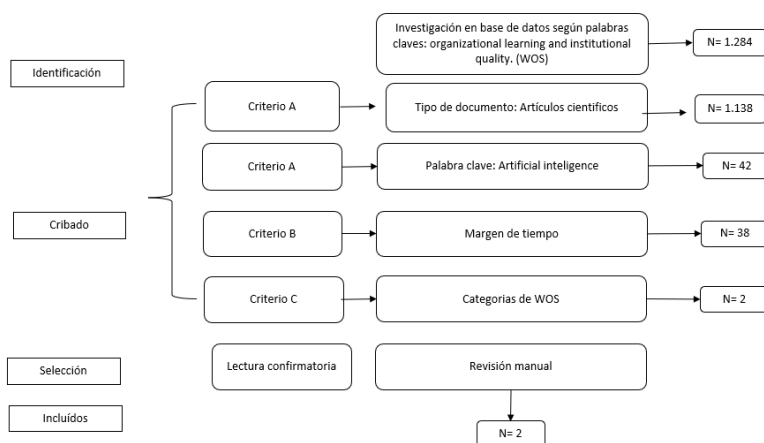 Investigación en base de datos según palabras
claves: organizational learning and institutional
quality. (WOS)
N= 1.284
Identificación
Criterio A
Tipo de documento: Artículos cientificos
N= 1.138
Criterio A
Palabra clave: Artificial inteligence
N= 42
Cribado
Criterio B
Margen de tiempo
N= 38
Criterio C
Categorias de WOS
N= 2
Selección
Lectura confirmatoria
Revisión manual
Incluídos
N= 2